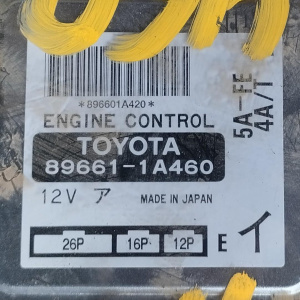 *896601A420*
ENGINE CONTROL
TOYOTA
89661-1A460
12V ア MADE IN JAPAN
26P 16P 12P E イ
5A-FE
4A/T